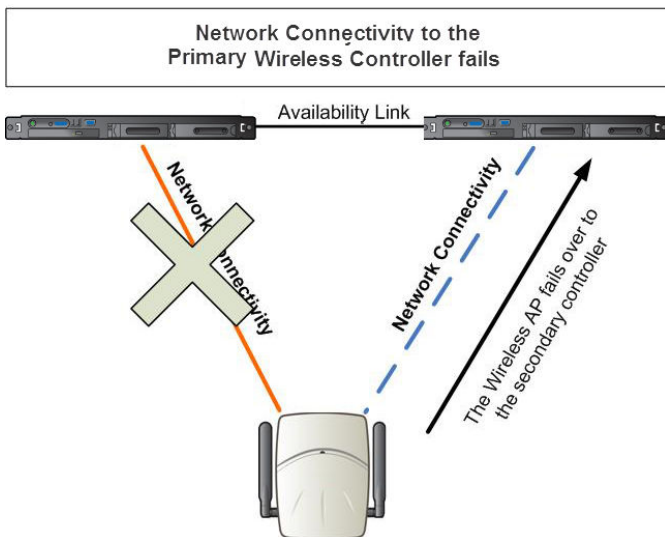 Network Connectivity to the
Primary Wireless Controller fails
Availability Link
Network Connectivity
Network Connectivity
The Wireless AP fails over to
the secondary controller